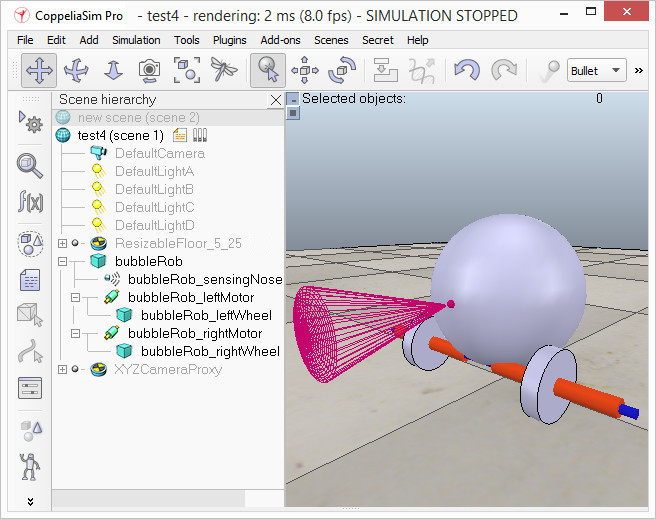 CoppeliaSim Pro - test4 - rendering: 2 ms (8.0 fps) - SIMULATION STOPPED
File Edit Add Simulation Tools Plugins Add-ons Scenes Secret Help
Bullet »
Scene hierarchy
Selected objects: 0
new scene (scene 2)
test4 (scene 1)
DefaultCamera
DefaultLightA
DefaultLightB
DefaultLightC
DefaultLightD
ResizableFloor_5_25
bubbleRob
bubbleRob_sensingNose
bubbleRob_leftMotor
bubbleRob_leftWheel
bubbleRob_rightMotor
bubbleRob_rightWheel
XYZCameraProxy
f(x)